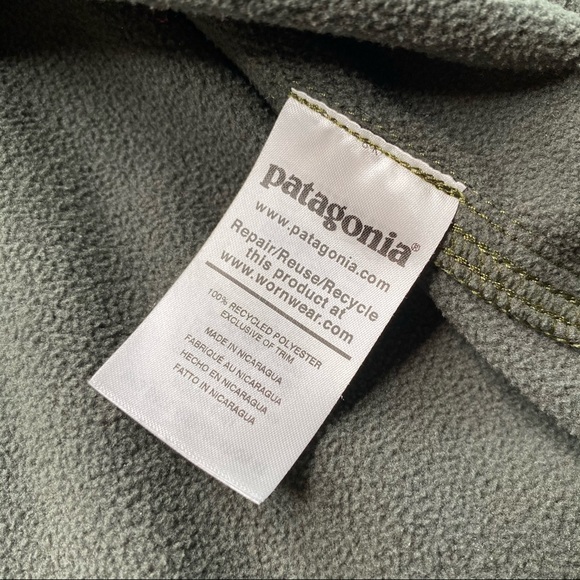 patagonia®
www.patagonia.com
Repair/Reuse/Recycle
this product at
www.wornwear.com
100% RECYCLED POLYESTER
EXCLUSIVE OF TRIM
MADE IN NICARAGUA
FABRIQUÉ AU NICARAGUA
HECHO EN NICARAGUA
FATTO IN NICARAGUA